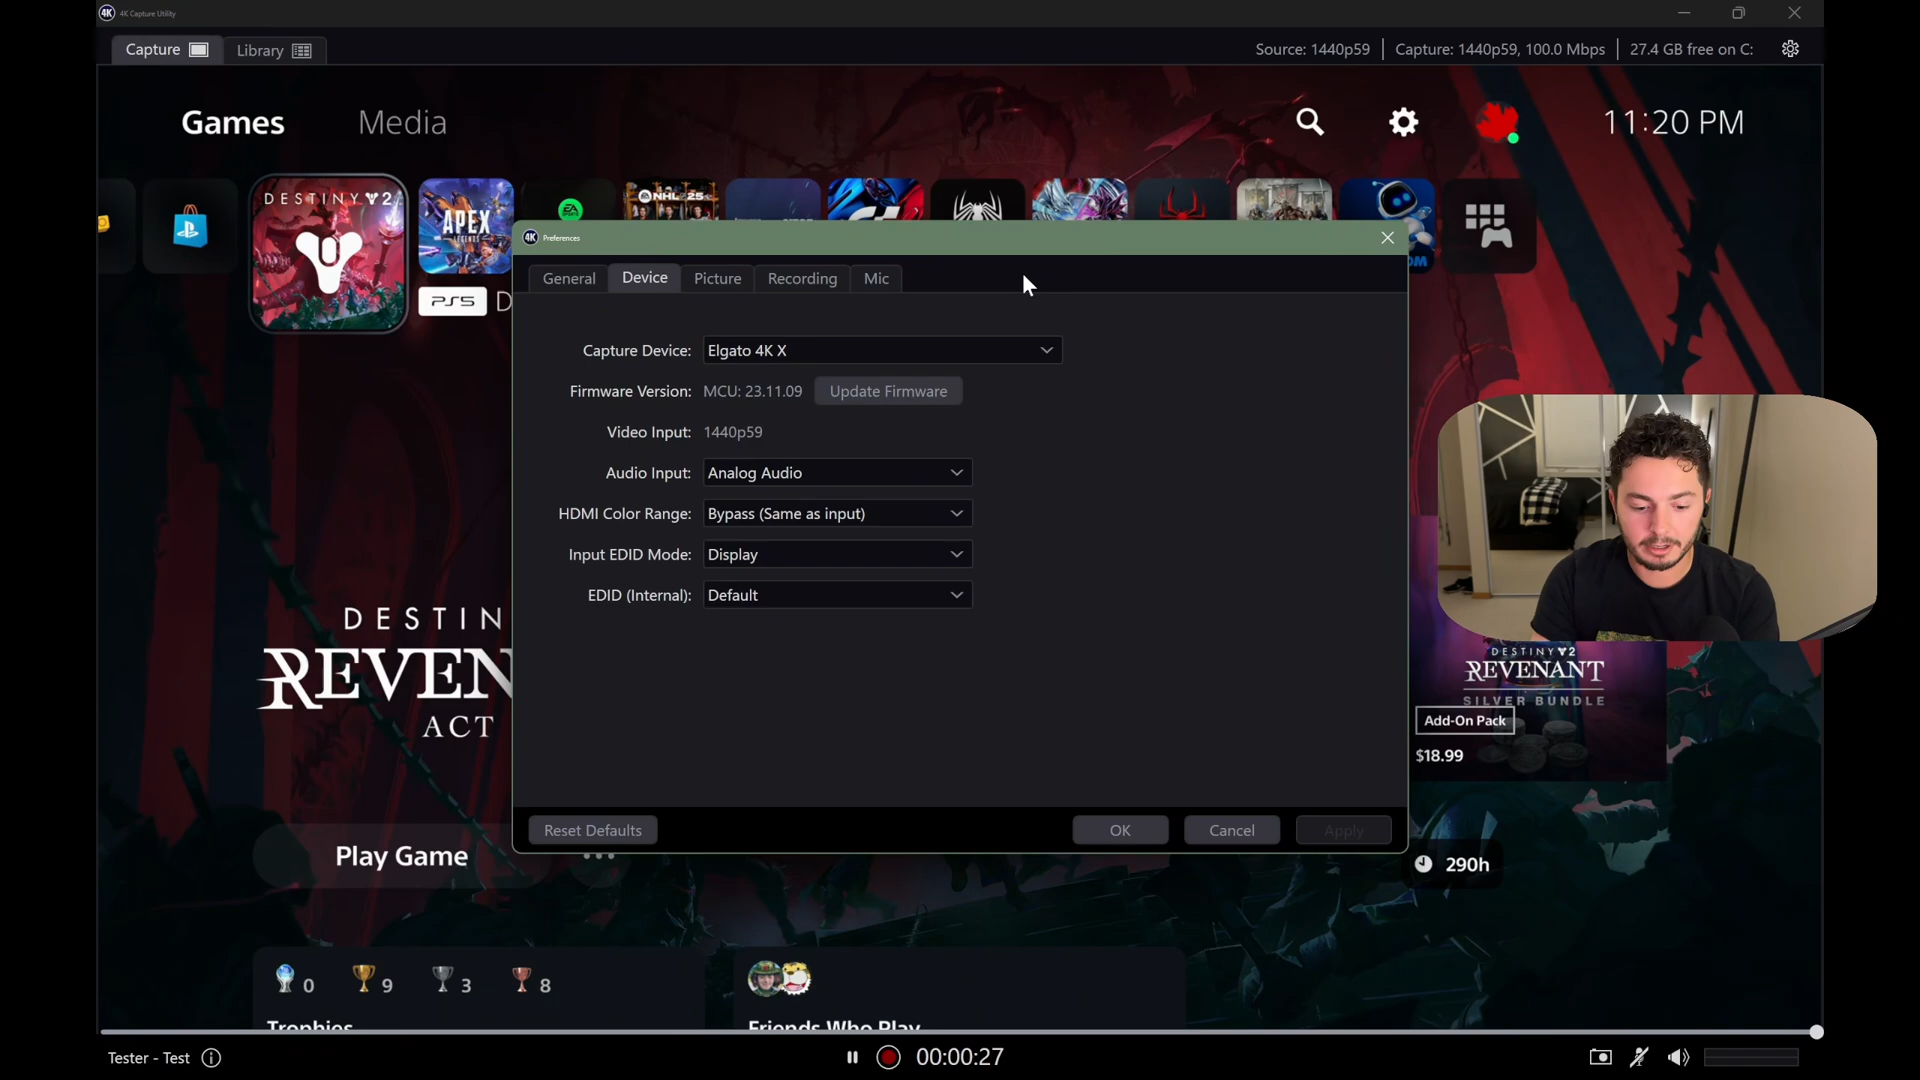 4K 4K Capture Utility
Capture
Library
Source: 1440p59
Capture: 1440p59, 100.0 Mbps
27.4 GB free on C:
Games
Media
11:20 PM
DESTINY 2
APEX
LEGENDS
EA
SPORTS
NHL 25
PS5
D
4K Preferences
General
Device
Picture
Recording
Mic
Capture Device: Elgato 4K X
Firmware Version: MCU: 23.11.09 Update Firmware
Video Input: 1440p59
Audio Input: Analog Audio
HDMI Color Range: Bypass (Same as input)
Input EDID Mode: Display
EDID (Internal): Default
Reset Defaults
OK
Cancel
Apply
DESTIN
REVEN
ACT
DESTINY 2
REVENANT
SILVER BUNDLE
Add-On Pack
$18.99
Play Game
290h
0 9 3 8
Trophies
Friends Who Play
Tester - Test
00:00:27